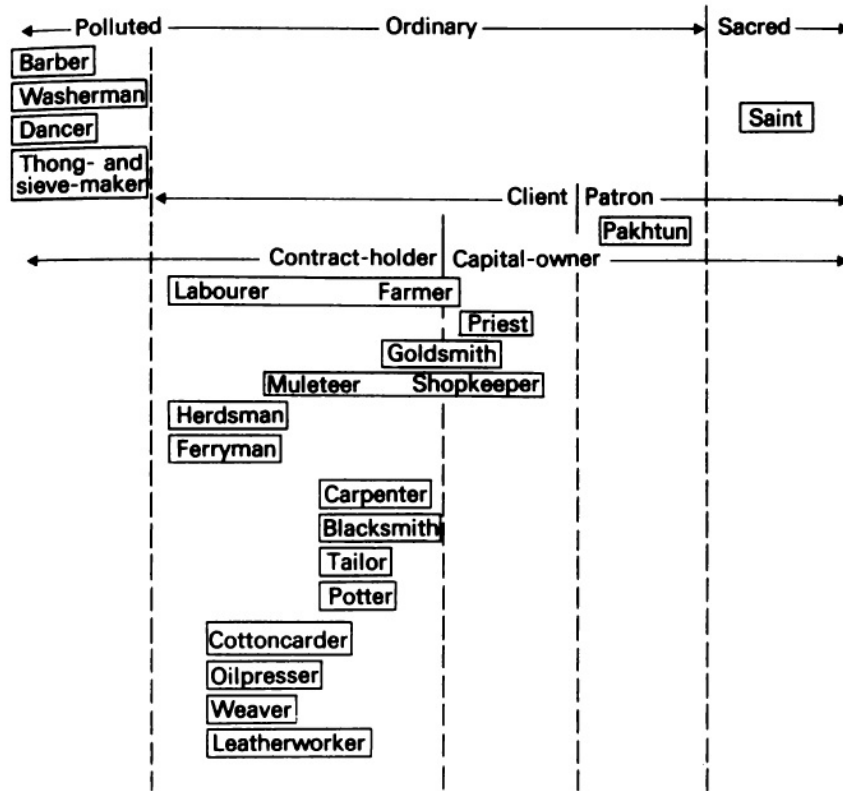 Polluted Ordinary Sacred
Barber
Washerman
Dancer
Saint
Thong- and
sieve-maker
Client Patron
Pakhtun
Contract-holder Capital-owner
Labourer Farmer
Priest
Goldsmith
Muleteer Shopkeeper
Herdsman
Ferryman
Carpenter
Blacksmith
Tailor
Potter
Cottoncarder
Oilpresser
Weaver
Leatherworker